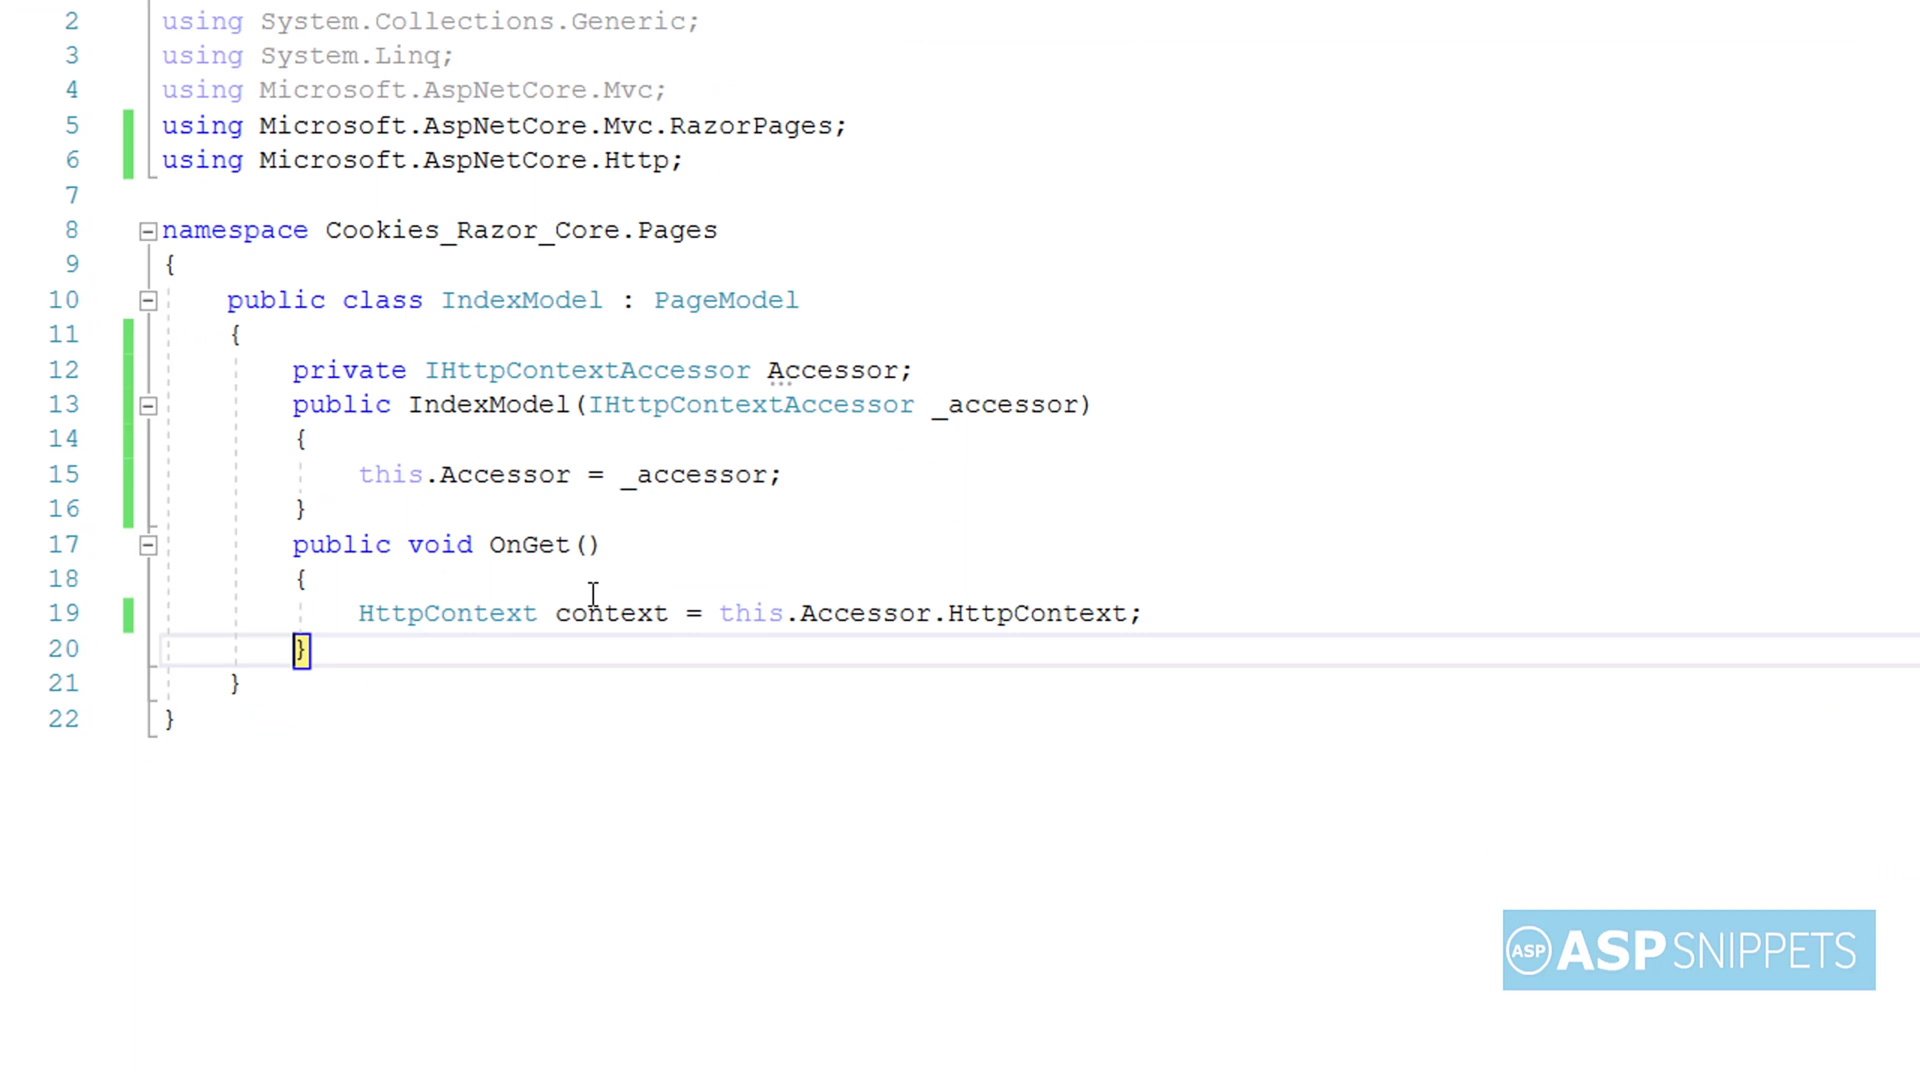 2 using System.Collections.Generic;
3 using System.Linq;
4 using Microsoft.AspNetCore.Mvc;
5 using Microsoft.AspNetCore.Mvc.RazorPages;
6 using Microsoft.AspNetCore.Http;
7
8 namespace Cookies_Razor_Core.Pages
9 {
10 public class IndexModel : PageModel
11 {
12 private IHttpContextAccessor Accessor;
13 public IndexModel(IHttpContextAccessor _accessor)
14 {
15 this.Accessor = _accessor;
16 }
17 public void OnGet()
18 {
19 HttpContext context = this.Accessor.HttpContext;
20 }
21 }
22 }
ASP ASPSNIPPETS